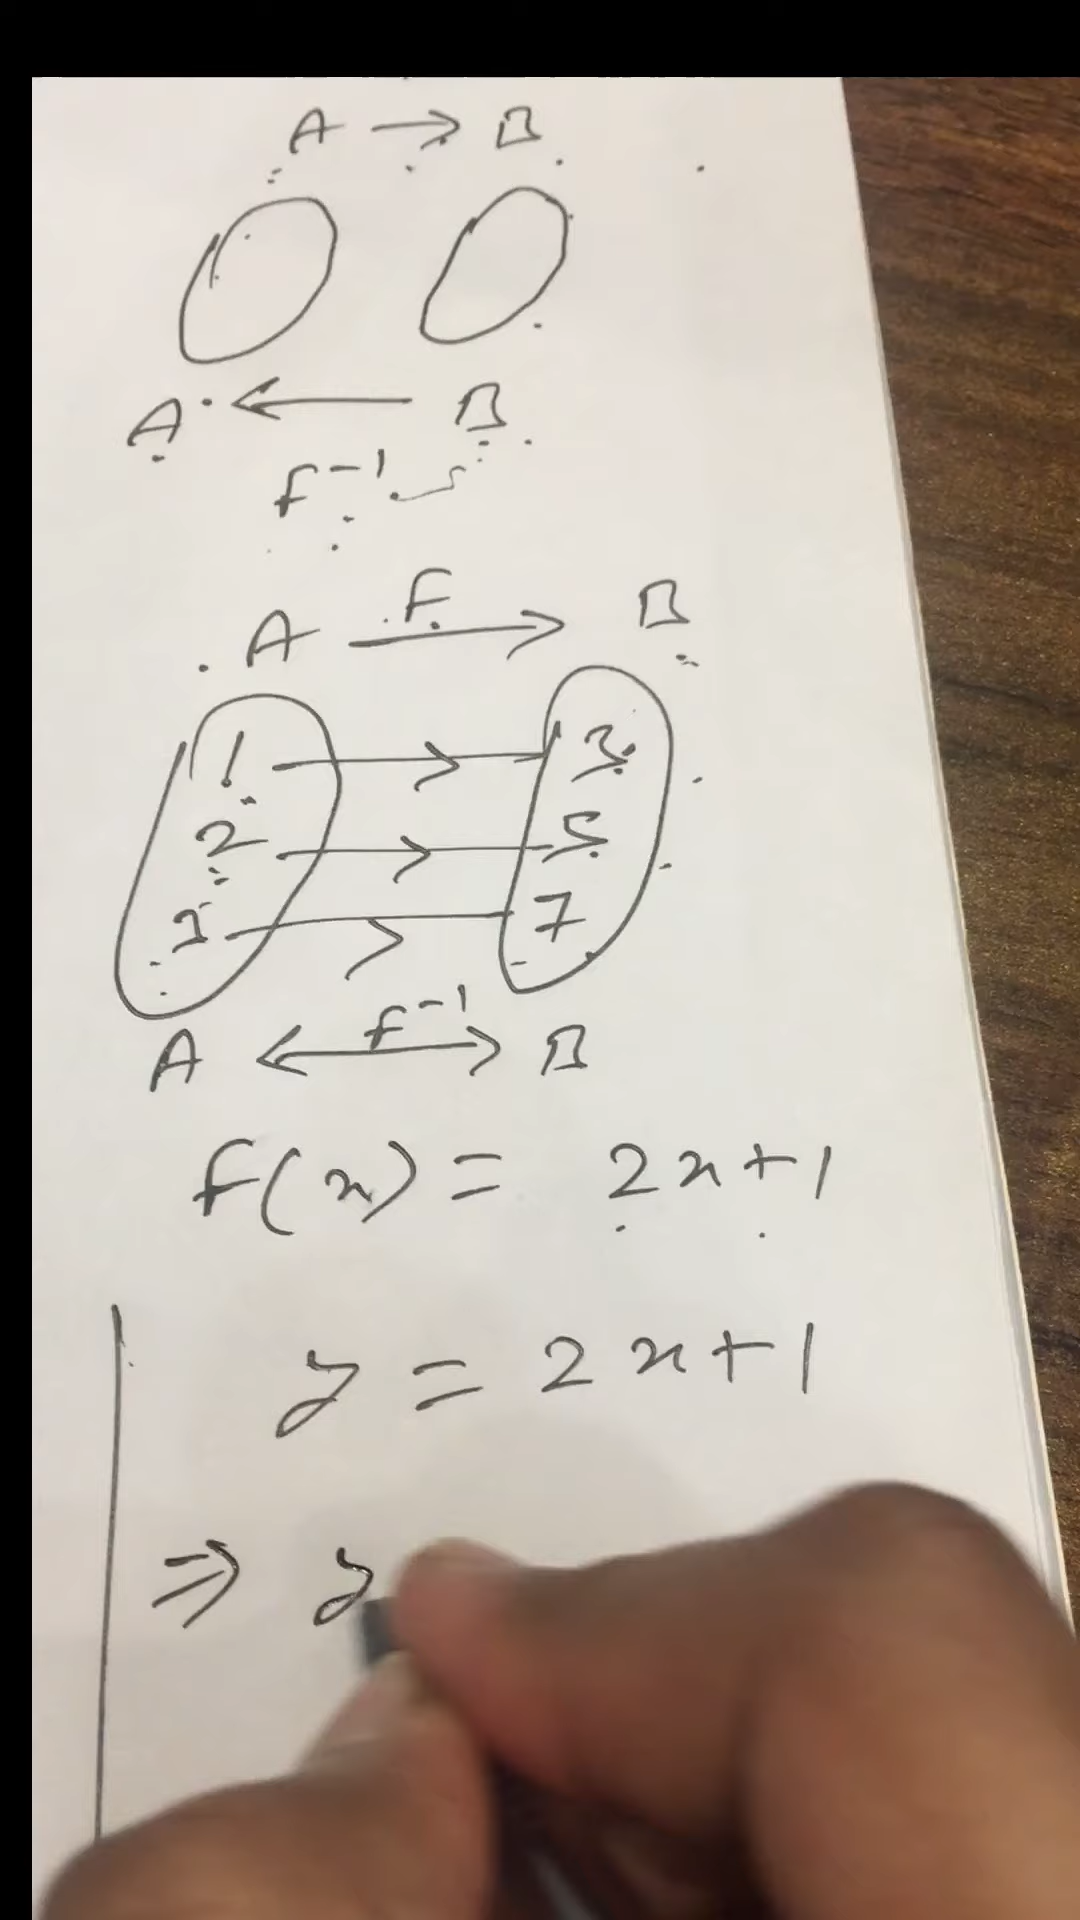 A → B
A ← B
f⁻¹
A f → B
1 → 3
2 → 5
3 → 7
A ↔ B f⁻¹
f(x) = 2x+1
y = 2x+1
⇒ y